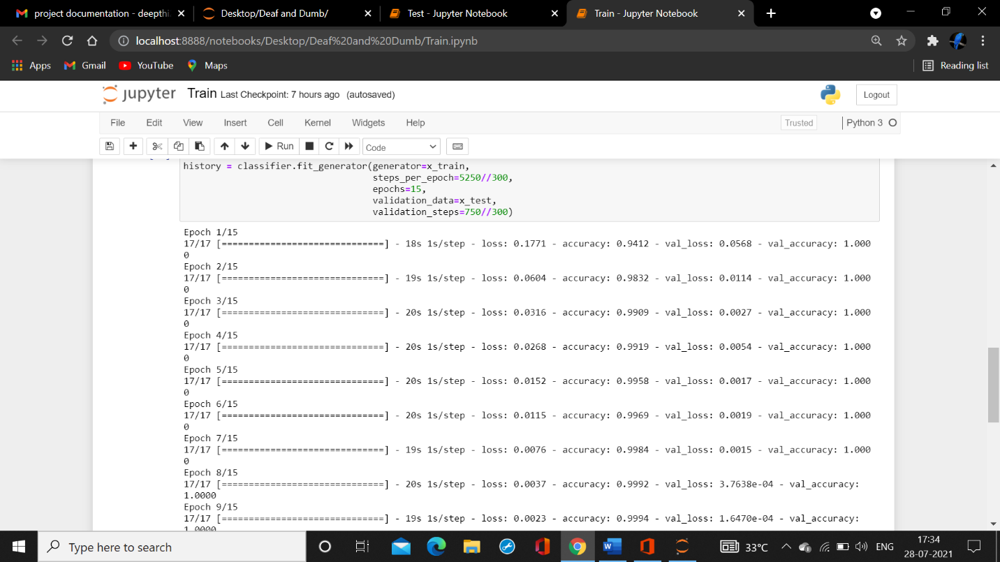 project documentation - deepthi
Desktop/Deaf and Dumb/
Test - Jupyter Notebook
Train - Jupyter Notebook
localhost:8888/notebooks/Desktop/Deaf%20and%20Dumb/Train.ipynb
Apps Gmail YouTube Maps Reading list
jupyter Train Last Checkpoint: 7 hours ago (autosaved) Logout
File Edit View Insert Cell Kernel Widgets Help Trusted Python 3
Run Code
history = classifier.fit_generator(generator=x_train,
steps_per_epoch=5250//300,
epochs=15,
validation_data=x_test,
validation_steps=750//300)
Epoch 1/15
17/17 [==============================] - 18s 1s/step - loss: 0.1771 - accuracy: 0.9412 - val_loss: 0.0568 - val_accuracy: 1.000
0
Epoch 2/15
17/17 [==============================] - 19s 1s/step - loss: 0.0604 - accuracy: 0.9832 - val_loss: 0.0114 - val_accuracy: 1.000
0
Epoch 3/15
17/17 [==============================] - 20s 1s/step - loss: 0.0316 - accuracy: 0.9909 - val_loss: 0.0027 - val_accuracy: 1.000
0
Epoch 4/15
17/17 [==============================] - 20s 1s/step - loss: 0.0268 - accuracy: 0.9919 - val_loss: 0.0054 - val_accuracy: 1.000
0
Epoch 5/15
17/17 [==============================] - 20s 1s/step - loss: 0.0152 - accuracy: 0.9958 - val_loss: 0.0017 - val_accuracy: 1.000
0
Epoch 6/15
17/17 [==============================] - 20s 1s/step - loss: 0.0115 - accuracy: 0.9969 - val_loss: 0.0019 - val_accuracy: 1.000
0
Epoch 7/15
17/17 [==============================] - 19s 1s/step - loss: 0.0076 - accuracy: 0.9984 - val_loss: 0.0015 - val_accuracy: 1.000
0
Epoch 8/15
17/17 [==============================] - 20s 1s/step - loss: 0.0037 - accuracy: 0.9992 - val_loss: 3.7638e-04 - val_accuracy:
1.0000
Epoch 9/15
17/17 [==============================] - 19s 1s/step - loss: 0.0023 - accuracy: 0.9994 - val_loss: 1.6470e-04 - val_accuracy:
1.0000
Type here to search
33°C ENG
17:34
28-07-2021